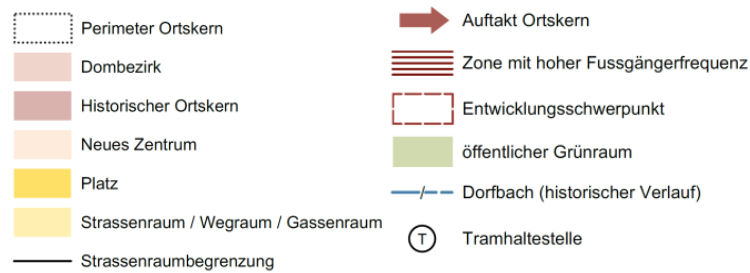 Perimeter Ortskern
Dombezirk
Historischer Ortskern
Neues Zentrum
Platz
Strassenraum / Wegraum / Gassenraum
Strassenraumbegrenzung
Auftakt Ortskern
Zone mit hoher Fussgängerfrequenz
Entwicklungsschwerpunkt
öffentlicher Grünraum
Dorfbach (historischer Verlauf)
T Tramhaltestelle